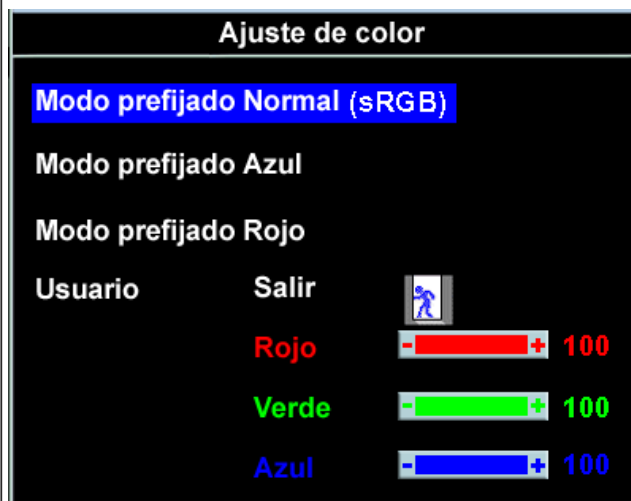 Ajuste de color
Modo prefijado Normal (sRGB)
Modo prefijado Azul
Modo prefijado Rojo
Usuario Salir
Rojo - + 100
Verde - + 100
Azul - + 100